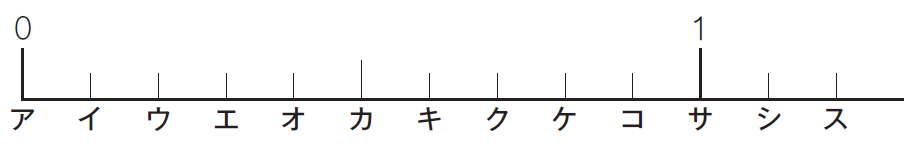 0 1
ア イ ウ エ オ カ キ ク ケ コ サ シ ス